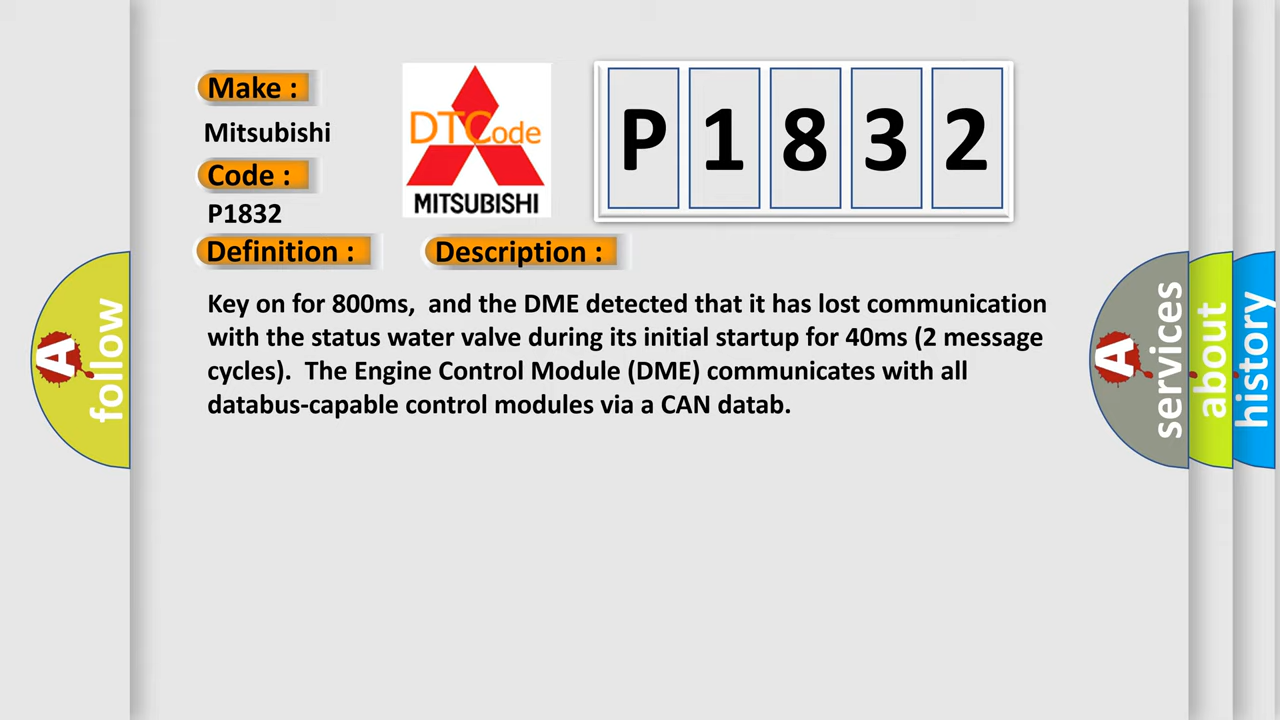 Make :
Mitsubishi
Code :
P1832
Definition :
Description :
DTCode
MITSUBISHI
P 1 8 3 2
Key on for 800ms,  and the DME detected that it has lost communication
with the status water valve during its initial startup for 40ms (2 message
cycles).  The Engine Control Module (DME) communicates with all
databus-capable control modules via a CAN datab.
A follow
A services
about
history